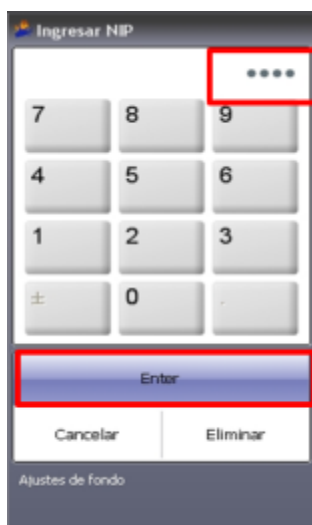 Ingresar NIP
••••
7 8 9
4 5 6
1 2 3
± 0 .
Enter
Cancelar Eliminar
Ajustes de fondo